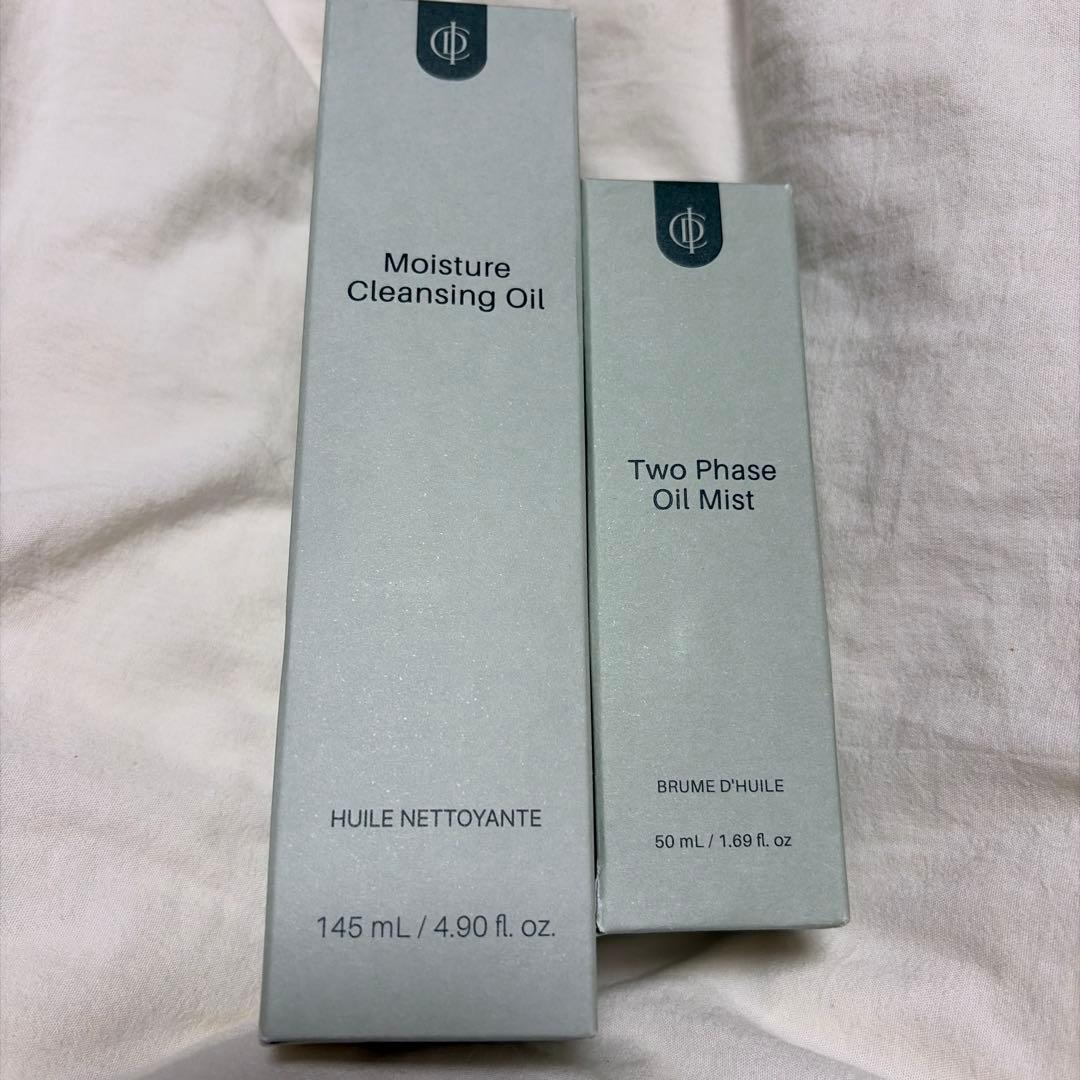 Moisture
Cleansing Oil
HUILE NETTOYANTE
145 mL / 4.90 fl. oz.
Two Phase
Oil Mist
BRUME D'HUILE
50 mL / 1.69 fl. oz